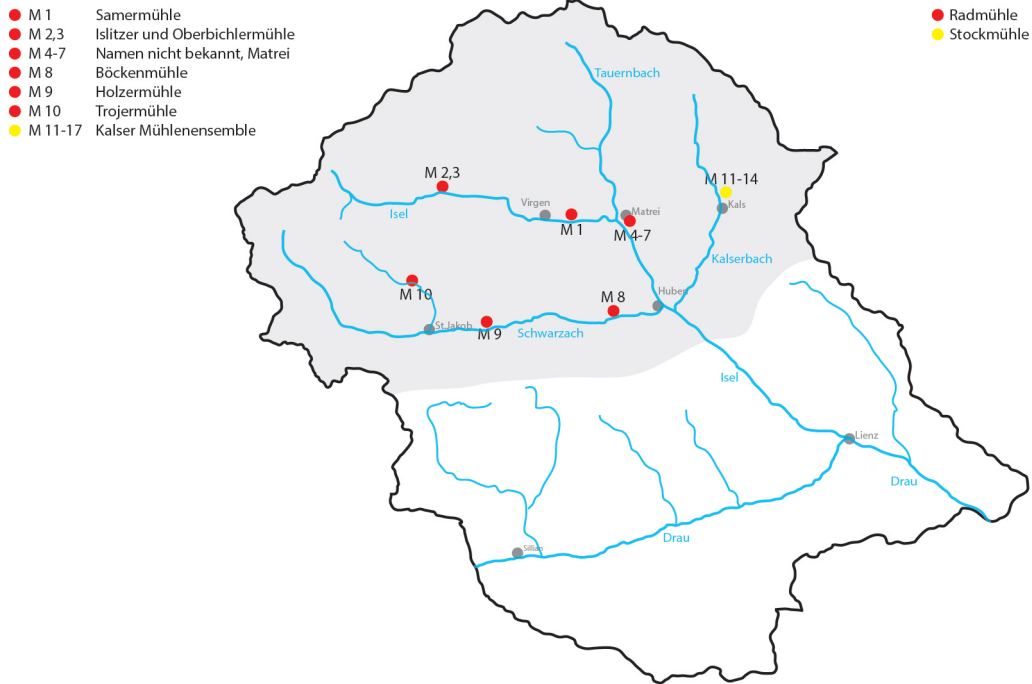 M 1 Samermühle
M 2,3 Islitzer und Oberbichlermühle
M 4-7 Namen nicht bekannt, Matrei
M 8 Böckenmühle
M 9 Holzermühle
M 10 Trojermühle
M 11-17 Kalser Mühlenensemble
Radmühle
Stockmühle
Tauernbach
M 2,3
M 11-14
Isel
Virgen
Matrei
Kals
M 1
M 4-7
Kalserbach
M 10
M 8
Huben
St.Jakob
M 9
Schwarzach
Isel
Lienz
Drau
Drau
Sillian